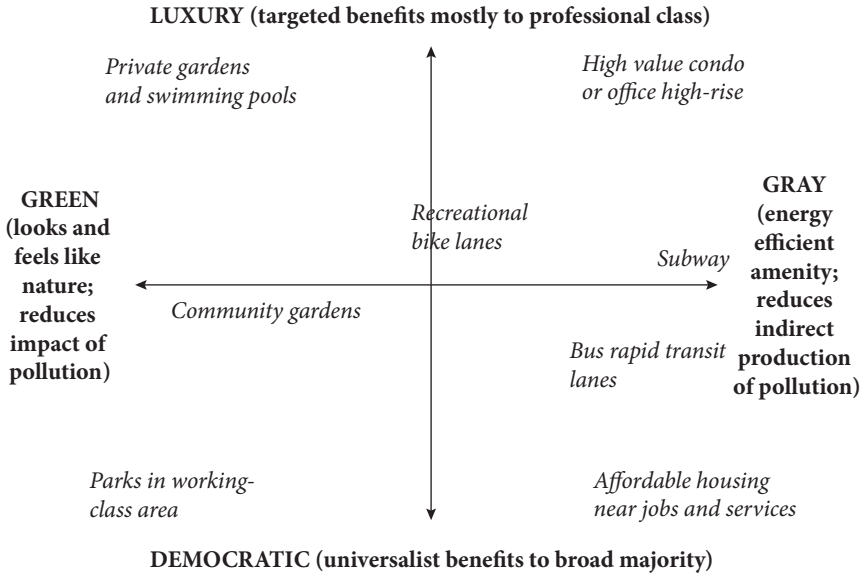 LUXURY (targeted benefits mostly to professional class)
Private gardens
and swimming pools
High value condo
or office high-rise
GREEN
(looks and
feels like
nature;
reduces
impact of
pollution)
Recreational
bike lanes
Subway
GRAY
(energy
efficient
amenity;
reduces
indirect
production
of pollution)
Community gardens
Bus rapid transit
lanes
Parks in working-
class area
Affordable housing
near jobs and services
DEMOCRATIC (universalist benefits to broad majority)